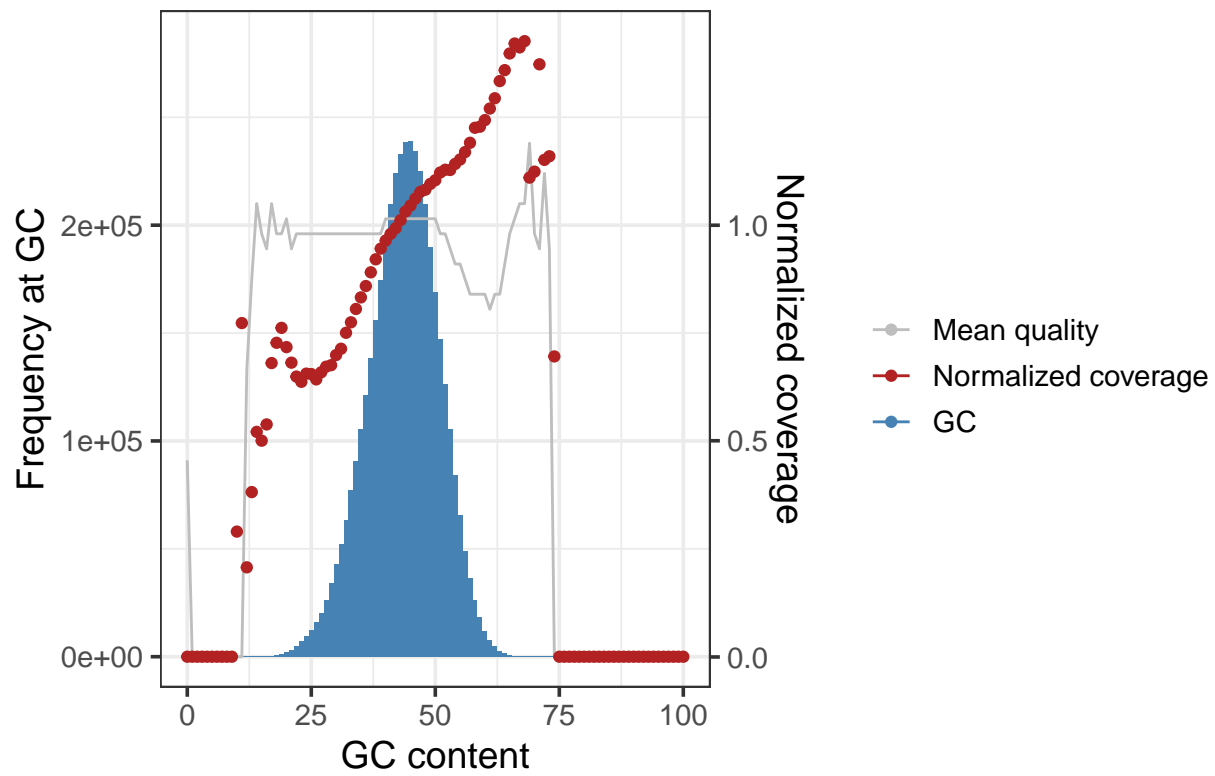 Frequency at GC
2e+05
1e+05
0e+00
0
25
50
75
100
GC content
1.0
0.5
0.0
Normalized coverage
Mean quality
Normalized coverage
GC